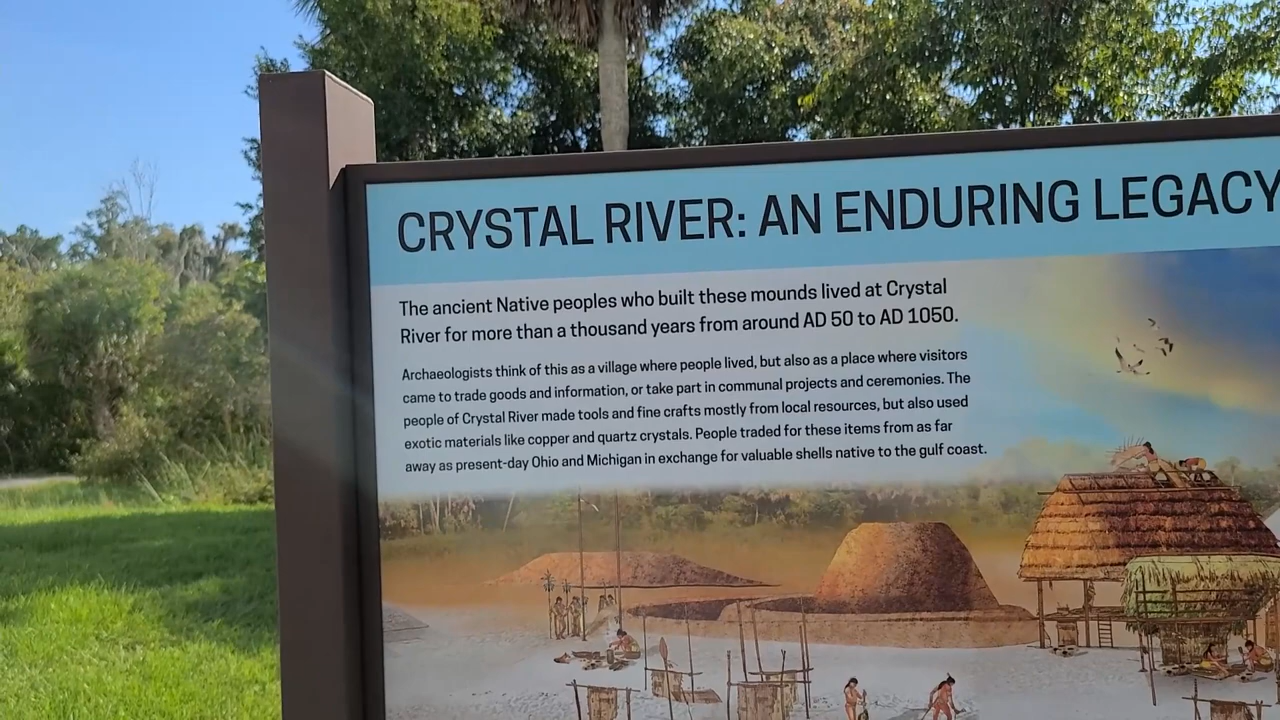 CRYSTAL RIVER: AN ENDURING LEGACY
The ancient Native peoples who built these mounds lived at Crystal
River for more than a thousand years from around AD 50 to AD 1050.
Archaeologists think of this as a village where people lived, but also as a place where visitors
came to trade goods and information, or take part in communal projects and ceremonies. The
people of Crystal River made tools and fine crafts mostly from local resources, but also used
exotic materials like copper and quartz crystals. People traded for these items from as far
away as present-day Ohio and Michigan in exchange for valuable shells native to the gulf coast.